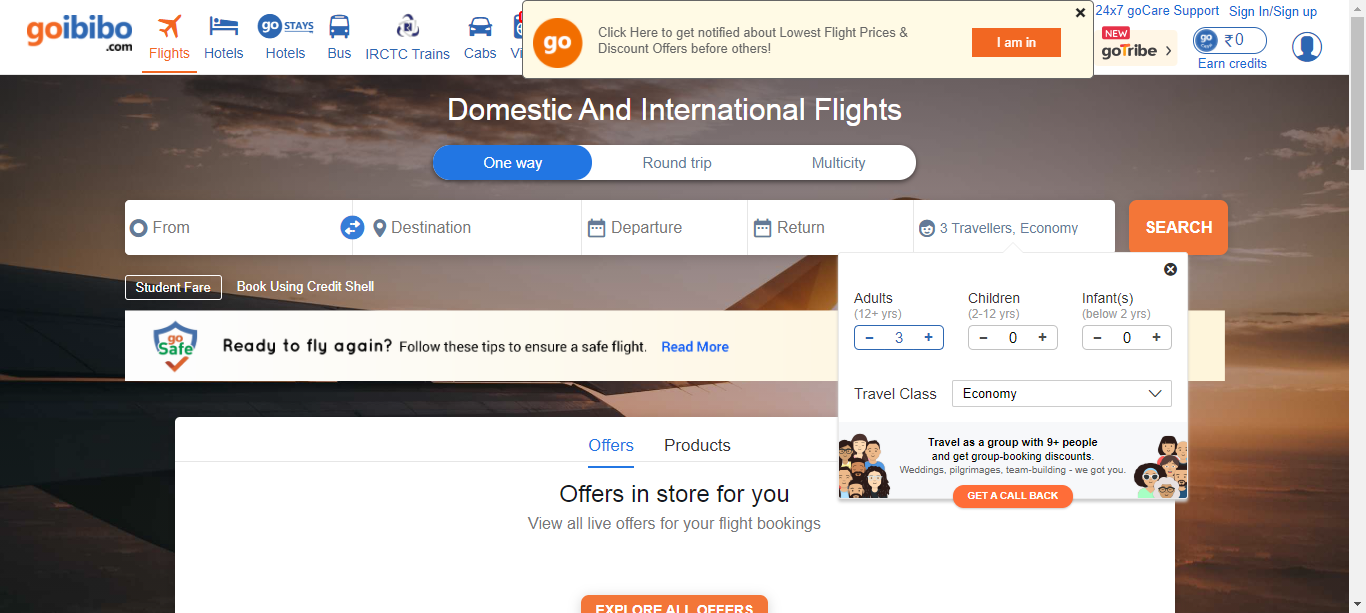 goibibo
.com
Flights
Hotels
go STAYS
Hotels
Bus
IRCTC Trains
Cabs
go
Click Here to get notified about Lowest Flight Prices &
Discount Offers before others!
I am in
24x7 goCare Support
Sign In/Sign up
NEW
goTribe
go
₹0
Earn credits
Domestic And International Flights
One way
Round trip
Multicity
From
Destination
Departure
Return
3 Travellers, Economy
SEARCH
Student Fare
Book Using Credit Shell
go
Safe
Ready to fly again? Follow these tips to ensure a safe flight. Read More
Adults
(12+ yrs)
- 3 +
Children
(2-12 yrs)
- 0 +
Infant(s)
(below 2 yrs)
- 0 +
Travel Class
Economy
Travel as a group with 9+ people
and get group-booking discounts.
Weddings, pilgrimages, team-building - we got you.
GET A CALL BACK
Offers
Products
Offers in store for you
View all live offers for your flight bookings
EXPLORE ALL OFFERS